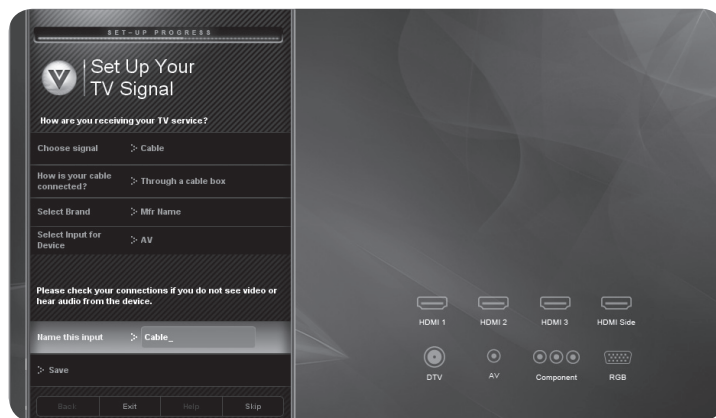 SET-UP PROGRESS
V
Set Up Your
TV Signal
How are you receiving your TV service?
Choose signal :· Cable
How is your cable
connected? :· Through a cable box
Select Brand :· Mfr Name
Select Input for
Device :· AV
Please check your connections if you do not see video or
hear audio from the device.
Name this input :· Cable_
:· Save
Back Exit Help Skip
HDMI 1 HDMI 2 HDMI 3 HDMI Side
DTV AV Component RGB